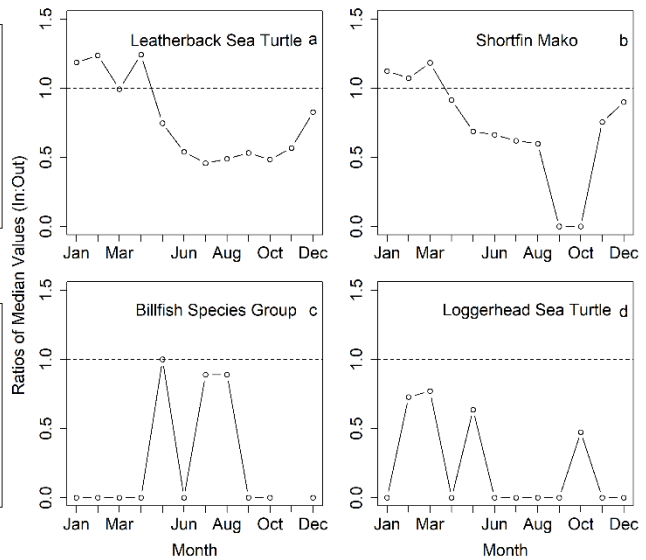 Ratios of Median Values (In:Out)
Leatherback Sea Turtle a
1.5
1.0
0.5
0.0
Jan Mar Jun Aug Oct Dec
Shortfin Mako b
1.5
1.0
0.5
0.0
Jan Mar Jun Aug Oct Dec
Billfish Species Group c
1.5
1.0
0.5
0.0
Jan Mar Jun Aug Oct Dec
Month
Loggerhead Sea Turtle d
1.5
1.0
0.5
0.0
Jan Mar Jun Aug Oct Dec
Month